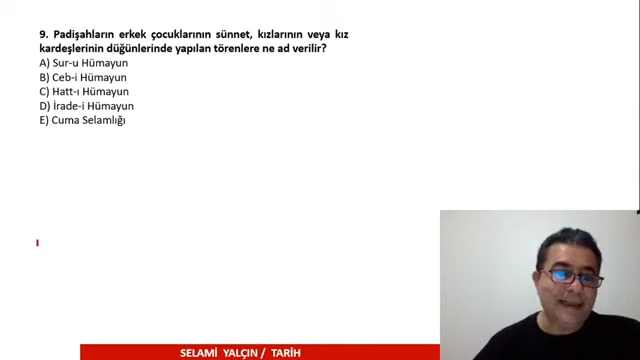 9. Padişahların erkek çocuklarının sünnet, kızlarının veya kız
kardeşlerinin düğünlerinde yapılan törenlere ne ad verilir?
A) Sur-u Hümayun
B) Ceb-i Hümayun
C) Hatt-ı Hümayun
D) İrade-i Hümayun
E) Cuma Selamlığı
SELAMİ YALÇIN / TARİH